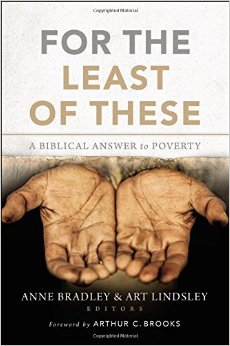 FOR THE
LEAST
OF THESE
A BIBLICAL ANSWER to POVERTY
ANNE BRADLEY & ART LINDSLEY
EDITORS
Foreword by ARTHUR C. BROOKS